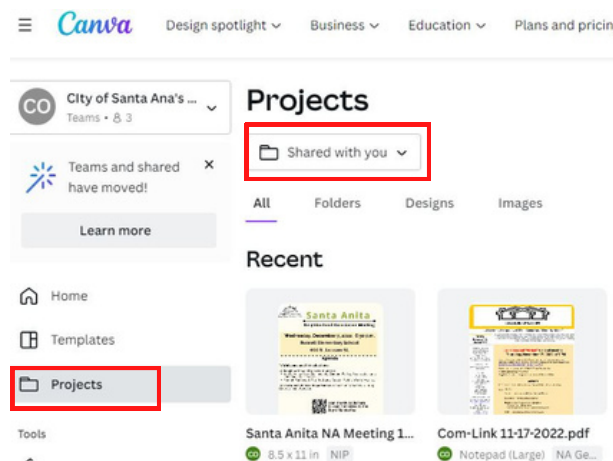 Canva
Design spotlight
Business
Education
Plans and pricin
CO
CIty of Santa Ana's ...
Teams • 3
Teams and shared
have moved!
Learn more
Home
Templates
Projects
Tools
Projects
Shared with you
All
Folders
Designs
Images
Recent
Santa Anita
Santa Anita NA Meeting 1...
CO 8.5 x 11 in NIP
Com-Link 11-17-2022.pdf
CO Notepad (Large) NA Ge...